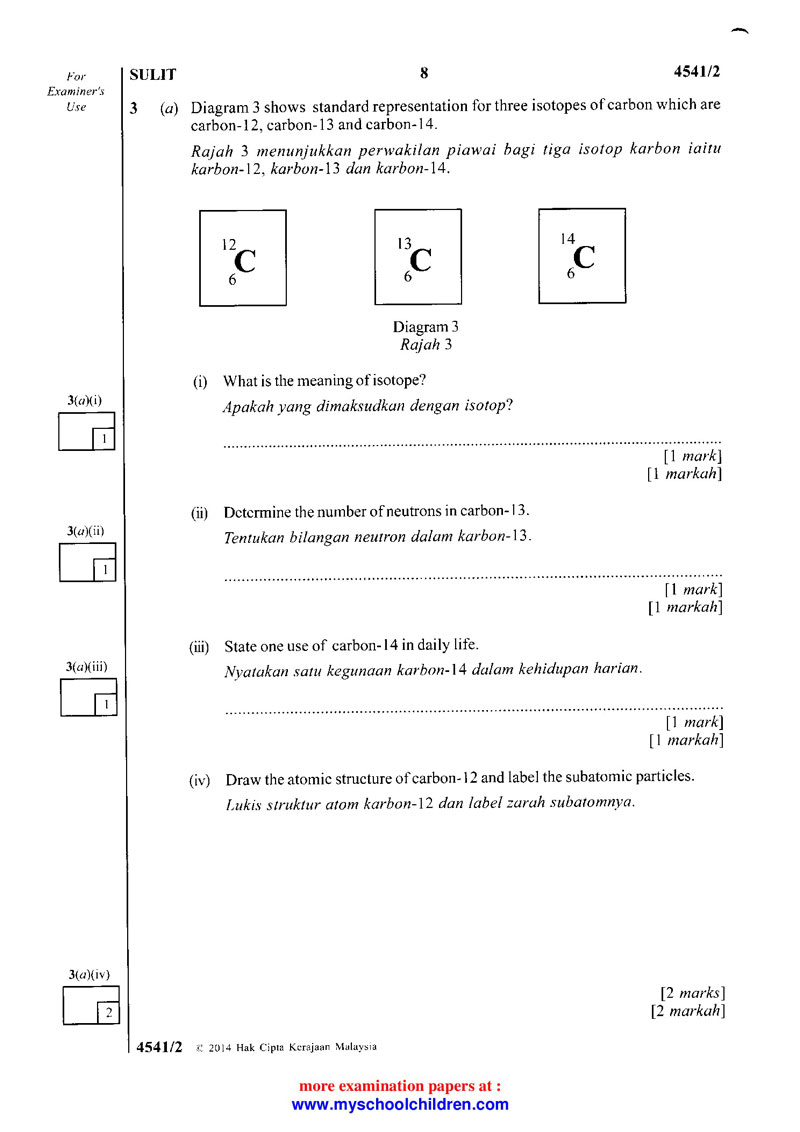 For
Examiner's
Use
SULIT 8 4541/2
3 (a) Diagram 3 shows standard representation for three isotopes of carbon which are
carbon-12, carbon-13 and carbon-14.
Rajah 3 menunjukkan perwakilan piawai bagi tiga isotop karbon iaitu
karbon-12, karbon-13 dan karbon-14.
12
6
C
13
6
C
14
6
C
Diagram 3
Rajah 3
(i) What is the meaning of isotope?
Apakah yang dimaksudkan dengan isotop?
3(a)(i)
1
[1 mark]
[1 markah]
(ii) Determine the number of neutrons in carbon-13.
Tentukan bilangan neutron dalam karbon-13.
3(a)(ii)
1
[1 mark]
[1 markah]
(iii) State one use of carbon-14 in daily life.
Nyatakan satu kegunaan karbon-14 dalam kehidupan harian.
3(a)(iii)
1
[1 mark]
[1 markah]
(iv) Draw the atomic structure of carbon-12 and label the subatomic particles.
Lukis struktur atom karbon-12 dan label zarah subatomnya.
3(a)(iv)
2
[2 marks]
[2 markah]
4541/2 © 2014 Hak Cipta Kerajaan Malaysia
more examination papers at :
www.myschoolchildren.com